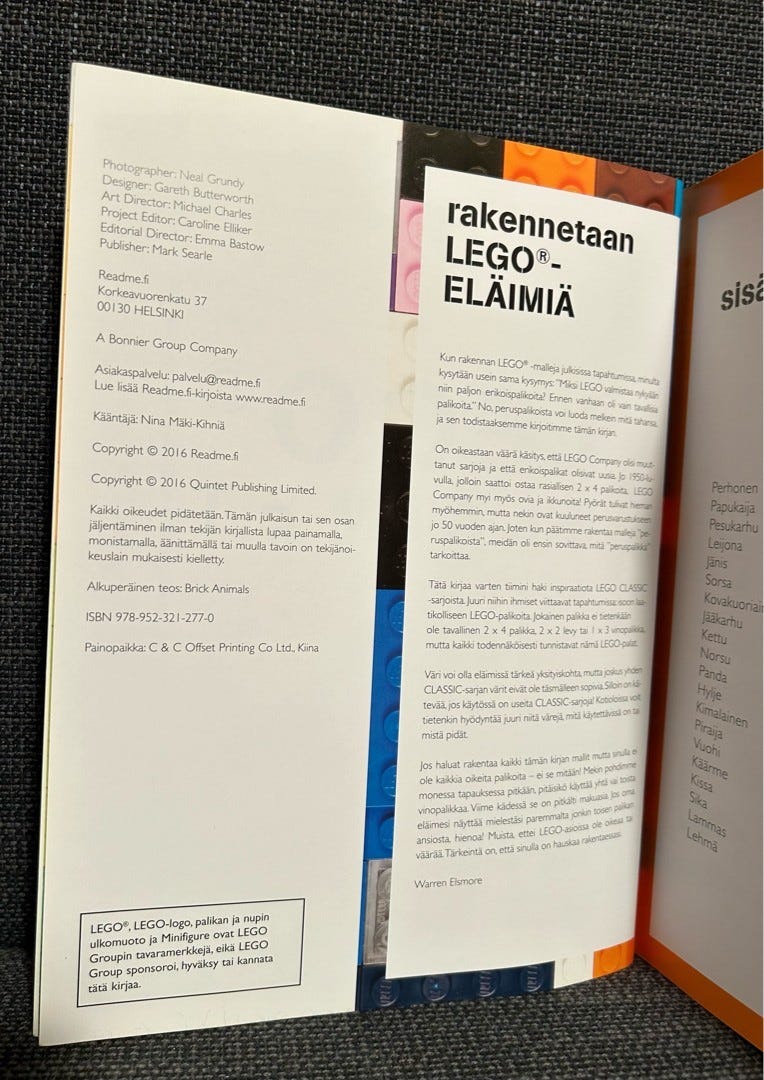 Photographer: Neal Grundy
Designer: Gareth Butterworth
Art Director: Michael Charles
Project Editor: Caroline Elliker
Editorial Director: Emma Bastow
Publisher: Mark Searle
Readme.fi
Korkeavuorenkatu 37
00130 HELSINKI
A Bonnier Group Company
Asiakaspalvelu: palvelu@readme.fi
Lue lisää Readme.fi-kirjoista www.readme.fi
Kääntäjä: Nina Mäki-Kihniä
Copyright © 2016 Readme.fi
Copyright © 2016 Quintet Publishing Limited.
Kaikki oikeudet pidätetään. Tämän julkaisun tai sen osan
jäljentäminen ilman tekijän kirjallista lupaa painamalla,
monistamalla, äänittämällä tai muulla tavoin on tekijänoi-
keuslain mukaisesti kielletty.
Alkuperäinen teos: Brick Animals
ISBN 978-952-321-277-0
Painopaikka: C & C Offset Printing Co Ltd., Kiina
LEGO®, LEGO-logo, palikan ja nupin
ulkomuoto ja Minifigure ovat LEGO
Groupin tavaramerkkejä, eikä LEGO
Group sponsoroi, hyväksy tai kannata
tätä kirjaa.
rakennetaan
LEGO®-
ELÄIMIÄ
Kun rakennan LEGO® -malleja julkisissa tapahtumissa, minulta
kysytään usein sama kysymys: "Miksi LEGO valmistaa nykyään
niin paljon erikoispalikoita? Ennen vanhaan oli vain tavallisia
palikoita." No, peruspalikoista voi luoda melkein mitä tahansa,
ja sen todistaaksemme kirjoitimme tämän kirjan.
On oikeastaan väärä käsitys, että LEGO Company olisi muut-
tanut sarjoja ja että erikoispalikat olisivat uusia. Jo 1950-lu-
vulla, jolloin saattoi ostaa rasiallisen 2 x 4 palikoita, LEGO
Company myi myös ovia ja ikkunoita! Pyörät tulivat hieman
myöhemmin, mutta nekin ovat kuuluneet perusvarustukseen
jo 50 vuoden ajan. Joten kun päätimme rakentaa malleja "pe-
ruspalikoista", meidän oli ensin sovittava, mitä "peruspalikka"
tarkoittaa.
Tätä kirjaa varten tiimini haki inspiraatiota LEGO CLASSIC
-sarjoista. Juuri niihin ihmiset viittaavat tapahtumissa: isoon laa-
tikolliseen LEGO-palikoita. Jokainen palikka ei tietenkään
ole tavallinen 2 x 4 palikka, 2 x 2 levy tai 1 x 3 vinopalikka,
mutta kaikki todennäköisesti tunnistavat nämä LEGO-palat.
Väri voi olla eläimissä tärkeä yksityiskohta, mutta joskus yhden
CLASSIC-sarjan värit eivät ole täsmälleen sopivia. Silloin on kä-
tevää, jos käytössä on useita CLASSIC-sarjoja! Kotioloissa voit
tietenkin hyödyntää juuri niitä värejä, mitä käytettävissä on tai
mistä pidät.
Jos haluat rakentaa kaikki tämän kirjan mallit mutta sinulla ei
ole kaikkia oikeita palikoita – ei se mitään! Mekin pohdimme
monessa tapauksessa pitkään, pitäisikö käyttää yhtä vai toista
vinopalikkaa. Viime kädessä se on pitkälti makuasia. Jos oma
eläimesi näyttää mielestäsi paremmalta jonkin toisen palikan
ansiosta, hienoa! Muista, ettei LEGO-asioissa ole oikeaa tai
väärää. Tärkeintä on, että sinulla on hauskaa rakentaessasi.
Warren Elsmore
sisä
Perhonen
Papukaija
Pesukarhu
Leijona
Jänis
Sorsa
Kovakuoriain
Jääkarhu
Kettu
Norsu
Panda
Hylje
Kimalainen
Piraija
Vuohi
Käärme
Kissa
Sika
Lammas
Lehmä